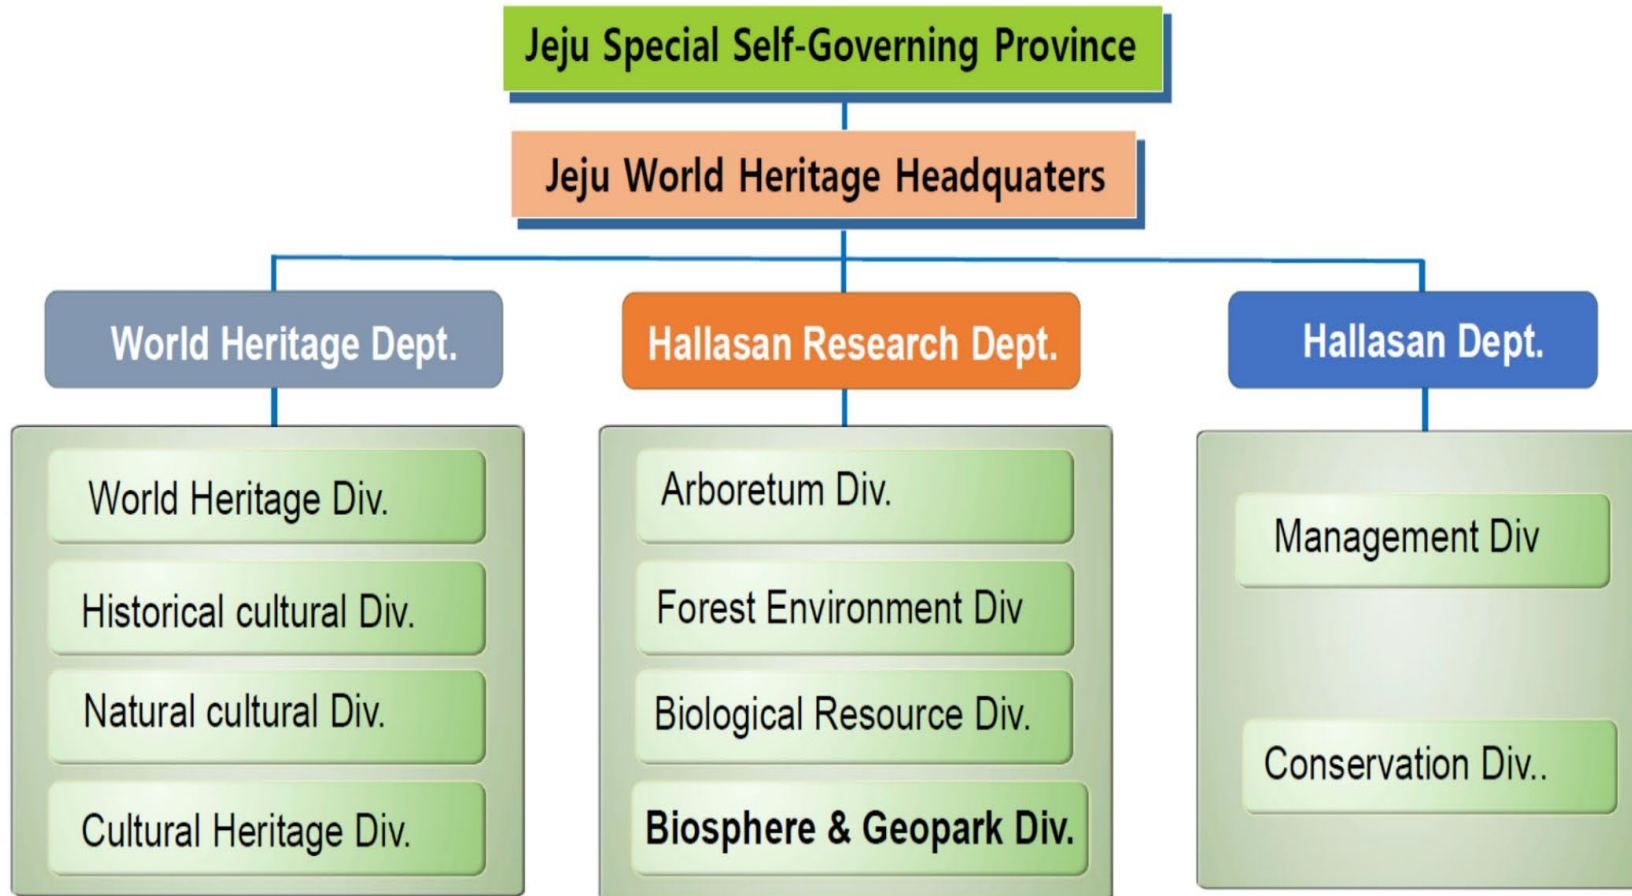 Jeju Special Self-Governing Province
Jeju World Heritage Headquaters
World Heritage Dept.
World Heritage Div.
Historical cultural Div.
Natural cultural Div.
Cultural Heritage Div.
Hallasan Research Dept.
Arboretum Div.
Forest Environment Div
Biological Resource Div.
Biosphere & Geopark Div.
Hallasan Dept.
Management Div
Conservation Div..